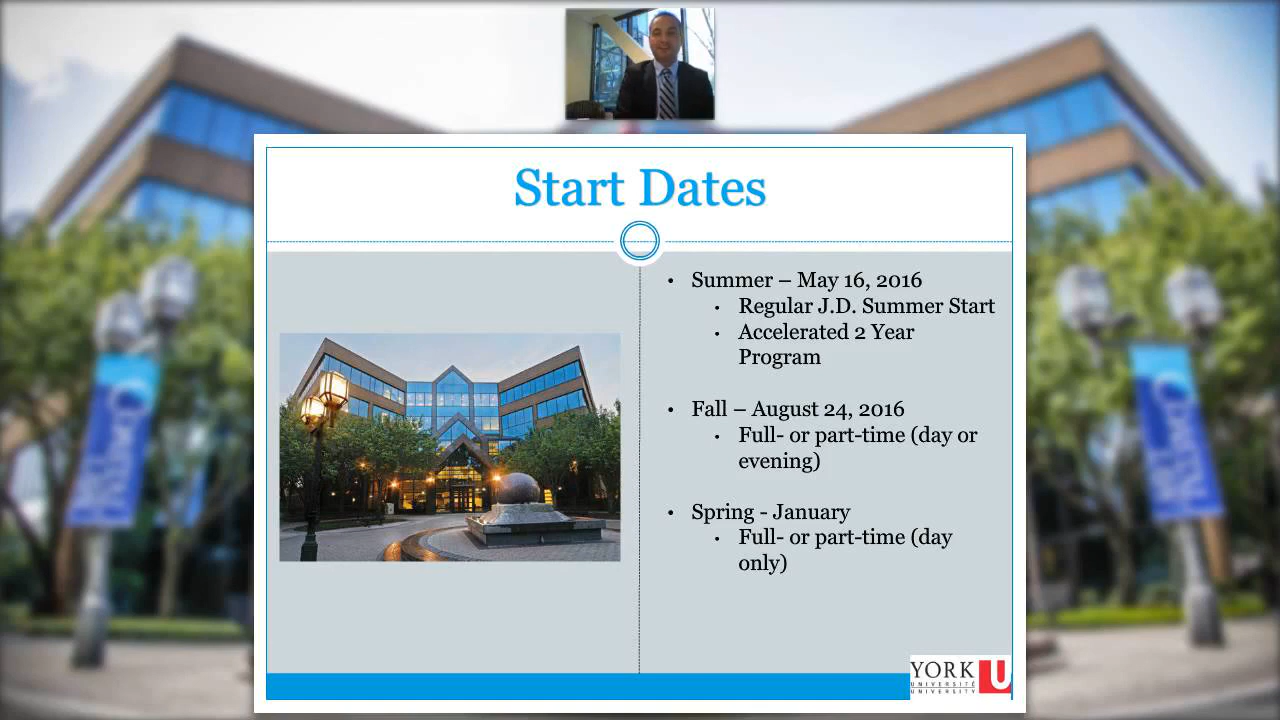 Start Dates
• Summer – May 16, 2016
• Regular J.D. Summer Start
• Accelerated 2 Year
Program
• Fall – August 24, 2016
• Full- or part-time (day or
evening)
• Spring - January
• Full- or part-time (day
only)
YORK U
UNIVERSITÉ
UNIVERSITY